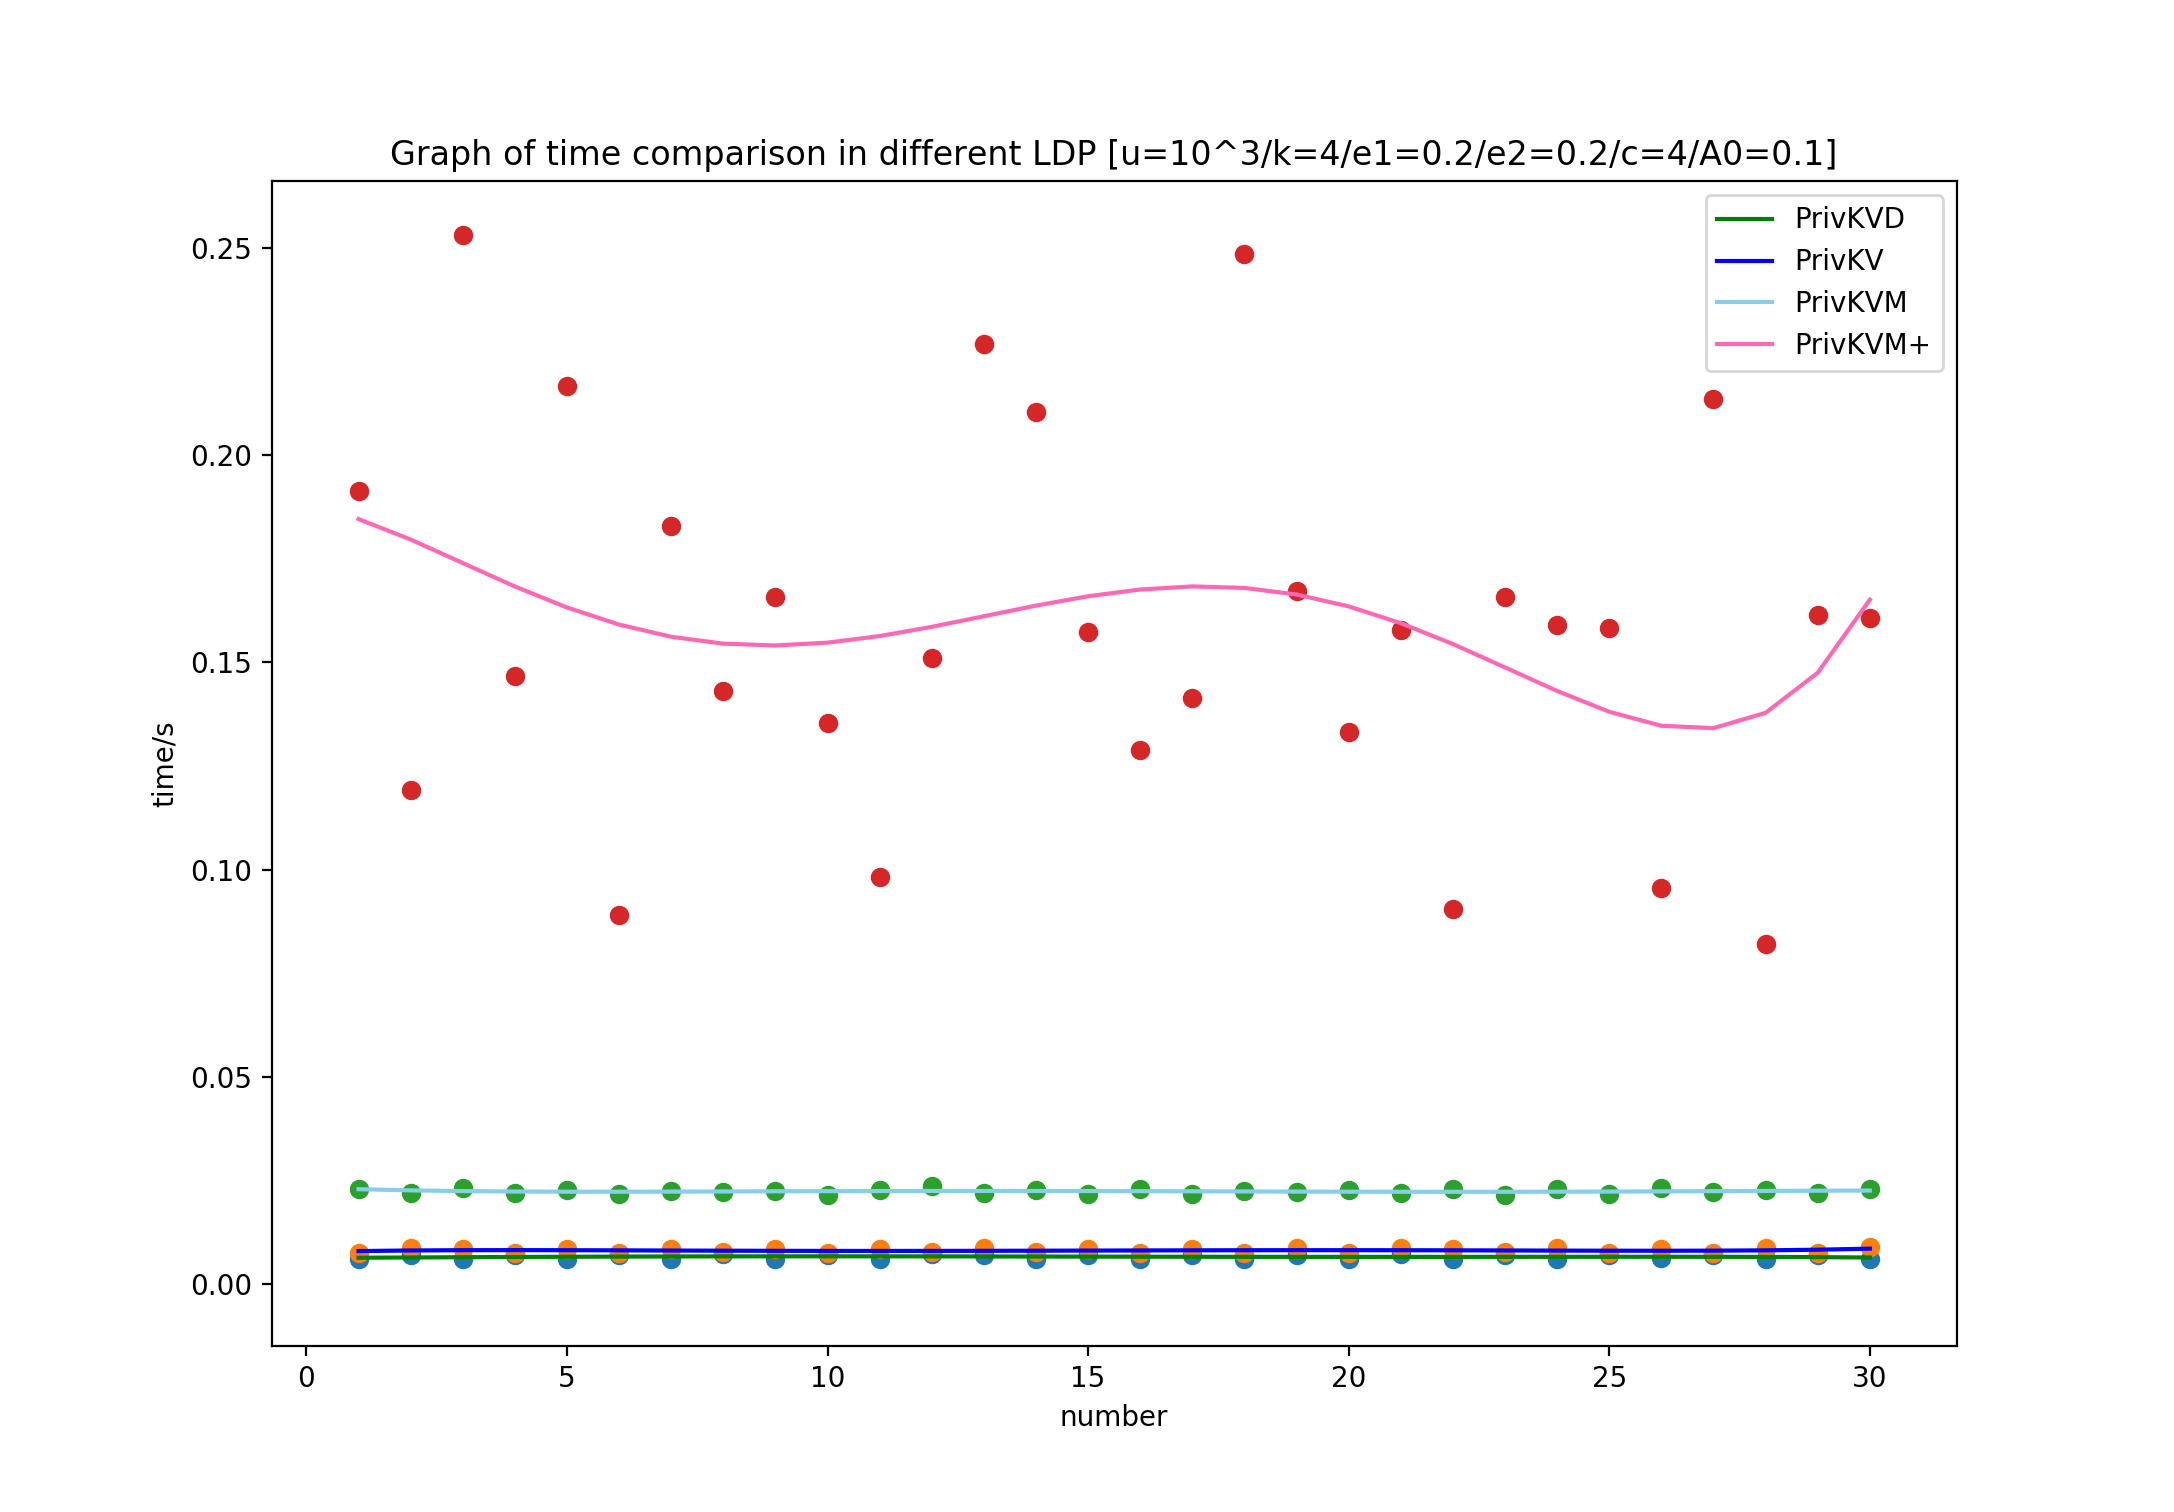 Graph of time comparison in different LDP [u=10^3/k=4/e1=0.2/e2=0.2/c=4/A0=0.1]
PrivKVD
PrivKV
PrivKVM
PrivKVM+
0.25
0.20
0.15
0.10
0.05
0.00
time/s
0 5 10 15 20 25 30
number